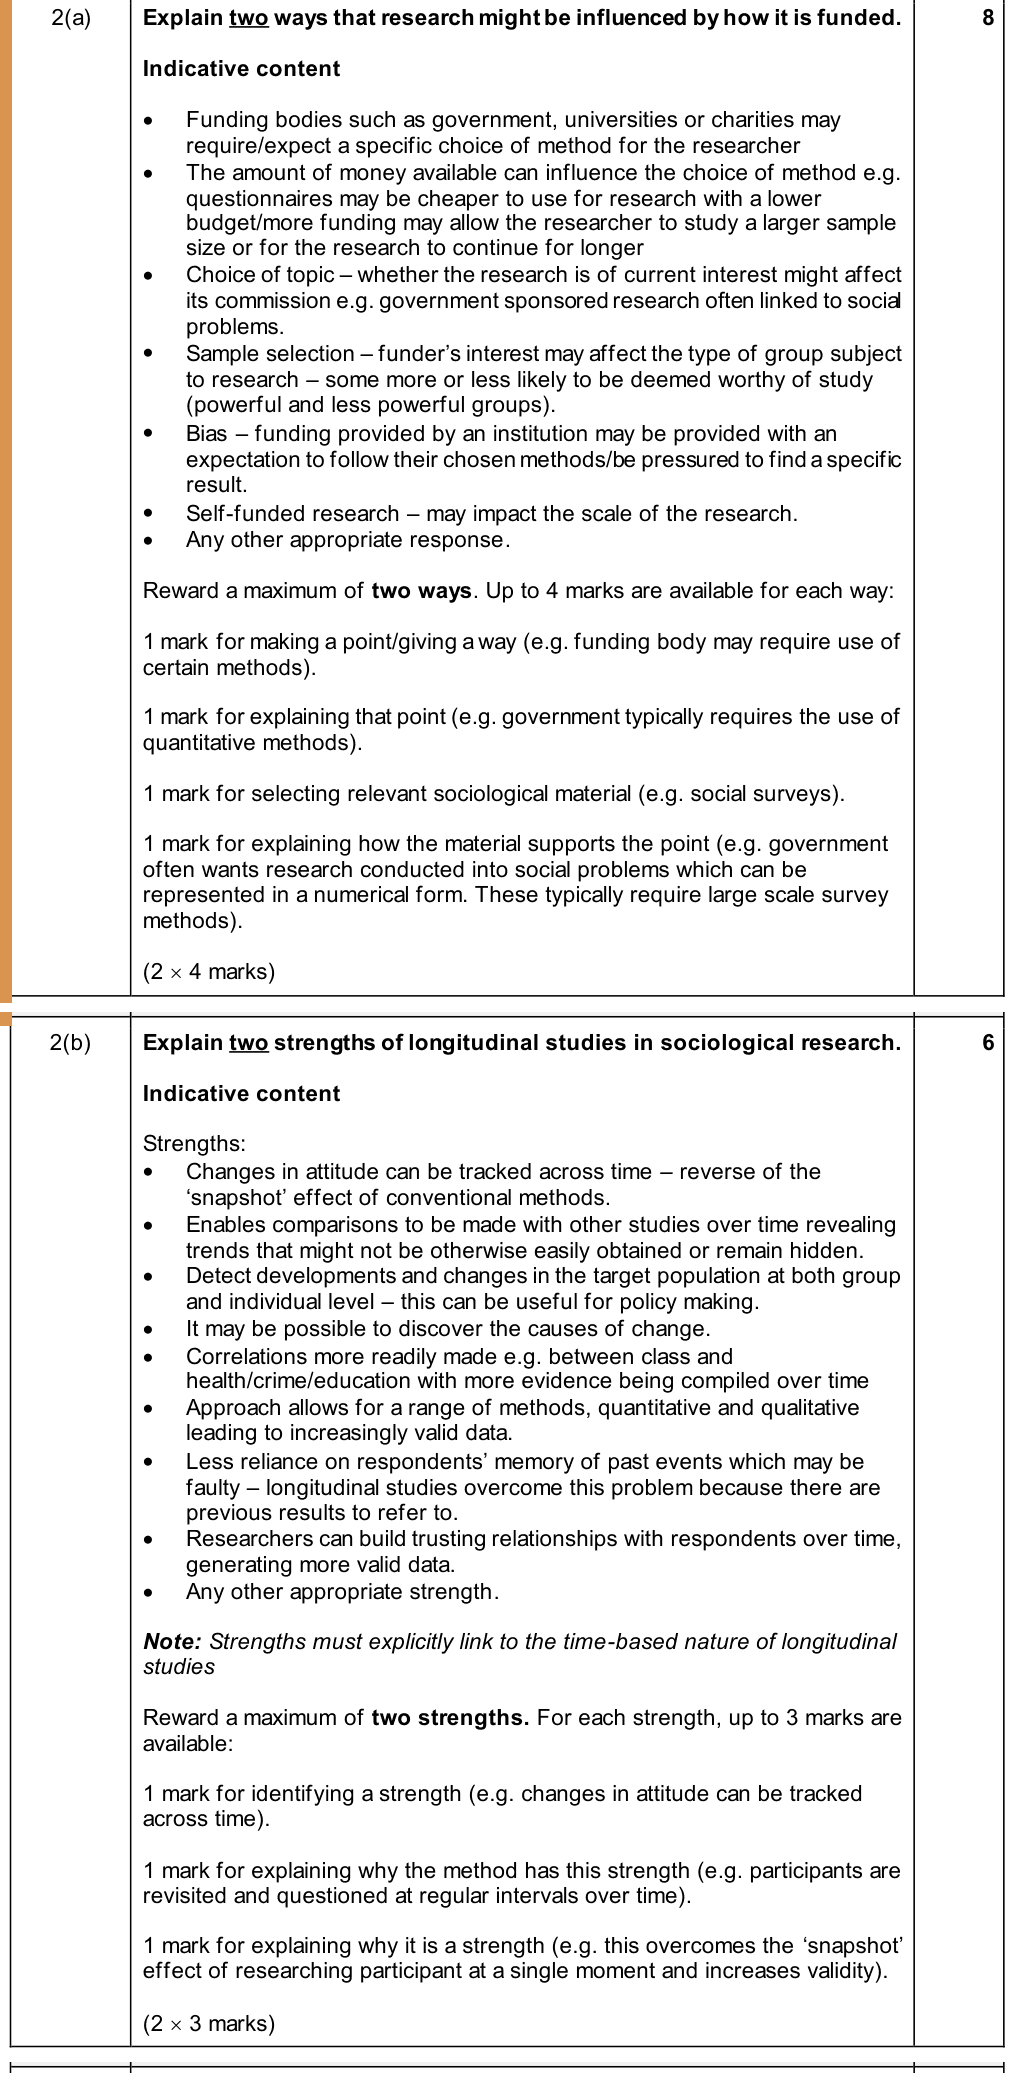 2(a) Explain two ways that research might be influenced by how it is funded. 8
Indicative content
• Funding bodies such as government, universities or charities may
require/expect a specific choice of method for the researcher
• The amount of money available can influence the choice of method e.g.
questionnaires may be cheaper to use for research with a lower
budget/more funding may allow the researcher to study a larger sample
size or for the research to continue for longer
• Choice of topic – whether the research is of current interest might affect
its commission e.g. government sponsored research often linked to social
problems.
• Sample selection – funder’s interest may affect the type of group subject
to research – some more or less likely to be deemed worthy of study
(powerful and less powerful groups).
• Bias – funding provided by an institution may be provided with an
expectation to follow their chosen methods/be pressured to find a specific
result.
• Self-funded research – may impact the scale of the research.
• Any other appropriate response.
Reward a maximum of two ways. Up to 4 marks are available for each way:
1 mark for making a point/giving a way (e.g. funding body may require use of
certain methods).
1 mark for explaining that point (e.g. government typically requires the use of
quantitative methods).
1 mark for selecting relevant sociological material (e.g. social surveys).
1 mark for explaining how the material supports the point (e.g. government
often wants research conducted into social problems which can be
represented in a numerical form. These typically require large scale survey
methods).
(2 × 4 marks)
2(b) Explain two strengths of longitudinal studies in sociological research. 6
Indicative content
Strengths:
• Changes in attitude can be tracked across time – reverse of the
‘snapshot’ effect of conventional methods.
• Enables comparisons to be made with other studies over time revealing
trends that might not be otherwise easily obtained or remain hidden.
• Detect developments and changes in the target population at both group
and individual level – this can be useful for policy making.
• It may be possible to discover the causes of change.
• Correlations more readily made e.g. between class and
health/crime/education with more evidence being compiled over time
• Approach allows for a range of methods, quantitative and qualitative
leading to increasingly valid data.
• Less reliance on respondents’ memory of past events which may be
faulty – longitudinal studies overcome this problem because there are
previous results to refer to.
• Researchers can build trusting relationships with respondents over time,
generating more valid data.
• Any other appropriate strength.
Note: Strengths must explicitly link to the time-based nature of longitudinal
studies
Reward a maximum of two strengths. For each strength, up to 3 marks are
available:
1 mark for identifying a strength (e.g. changes in attitude can be tracked
across time).
1 mark for explaining why the method has this strength (e.g. participants are
revisited and questioned at regular intervals over time).
1 mark for explaining why it is a strength (e.g. this overcomes the ‘snapshot’
effect of researching participant at a single moment and increases validity).
(2 × 3 marks)